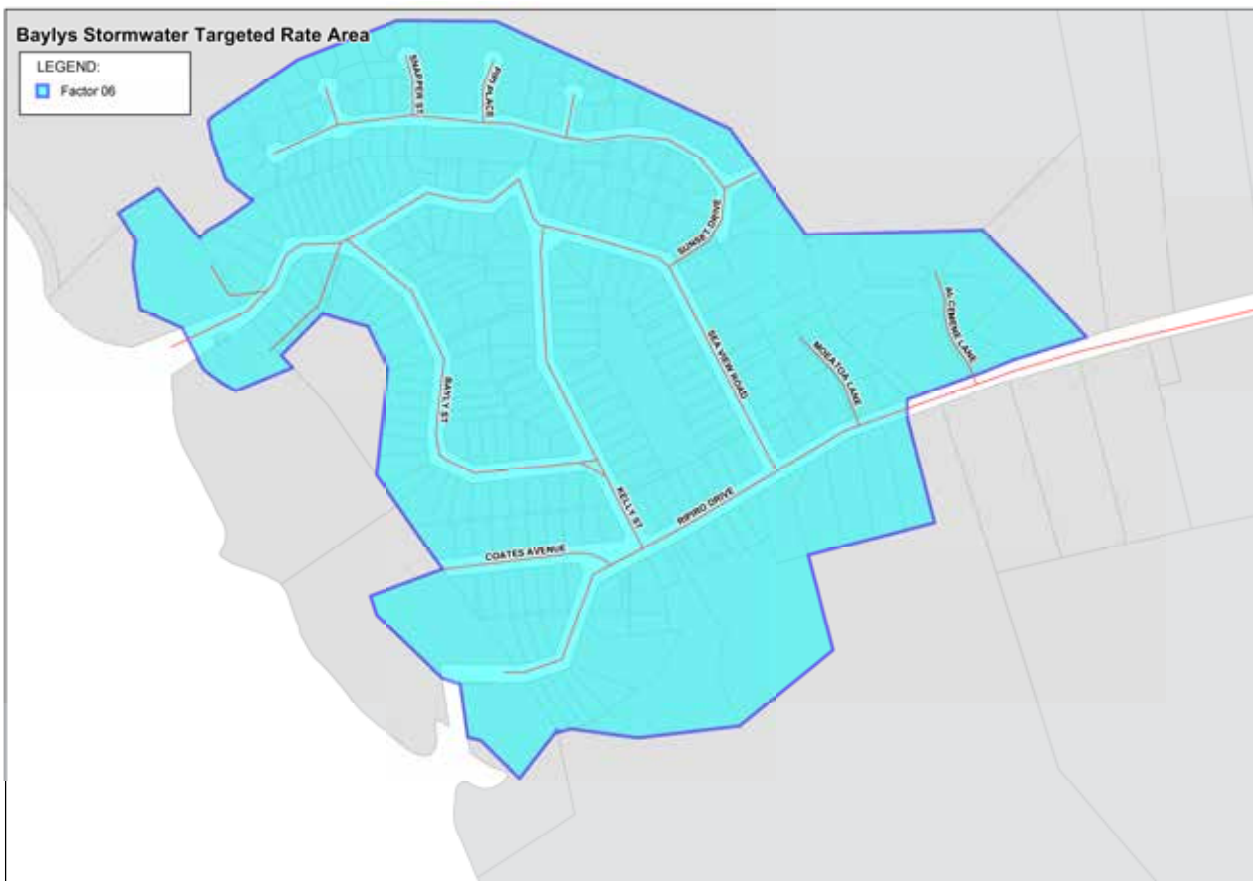 Baylys Stormwater Targeted Rate Area
LEGEND:
Factor 06
SNAPPER ST
PIPI PLACE
SUNSET DRIVE
SEA VIEW ROAD
MOEATOA LANE
ALCEMENE LANE
BAYLY ST
KELLY ST
RIPIRO DRIVE
COATES AVENUE